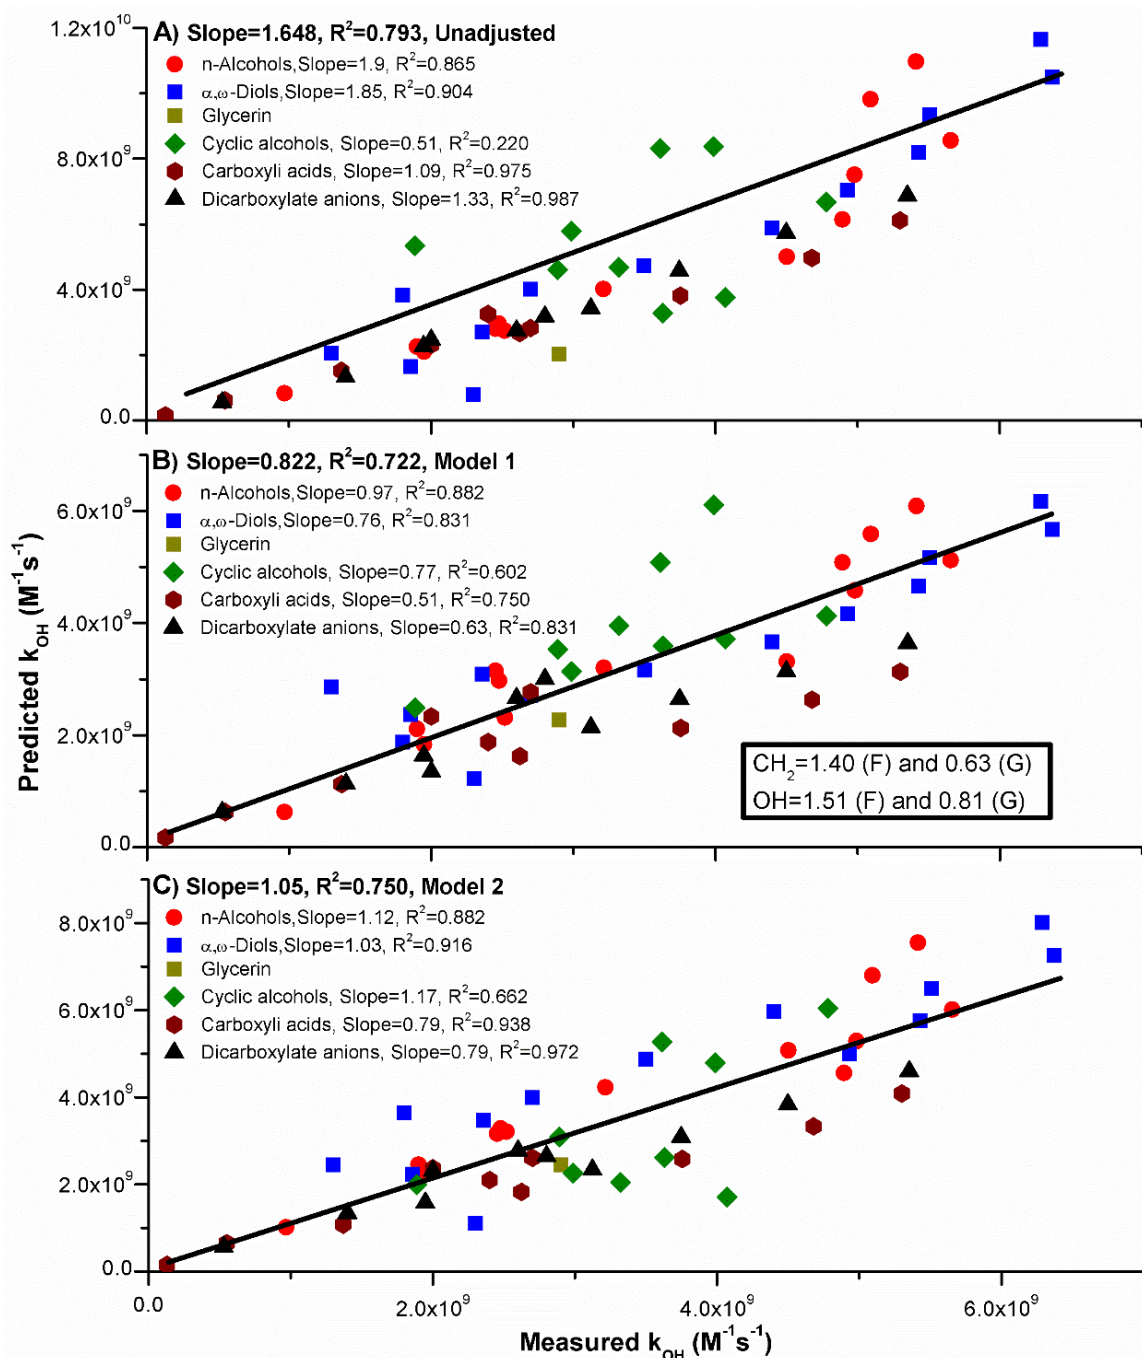 Predicted k_OH (M⁻¹s⁻¹)
1.2x10¹⁰
8.0x10⁹
4.0x10⁹
0.0
A) Slope=1.648, R²=0.793, Unadjusted
n-Alcohols,Slope=1.9, R²=0.865
α,ω-Diols,Slope=1.85, R²=0.904
Glycerin
Cyclic alcohols, Slope=0.51, R²=0.220
Carboxyli acids, Slope=1.09, R²=0.975
Dicarboxylate anions, Slope=1.33, R²=0.987
6.0x10⁹
4.0x10⁹
2.0x10⁹
0.0
B) Slope=0.822, R²=0.722, Model 1
n-Alcohols,Slope=0.97, R²=0.882
α,ω-Diols,Slope=0.76, R²=0.831
Glycerin
Cyclic alcohols, Slope=0.77, R²=0.602
Carboxyli acids, Slope=0.51, R²=0.750
Dicarboxylate anions, Slope=0.63, R²=0.831
CH₂=1.40 (F) and 0.63 (G)
OH=1.51 (F) and 0.81 (G)
8.0x10⁹
6.0x10⁹
4.0x10⁹
2.0x10⁹
0.0
C) Slope=1.05, R²=0.750, Model 2
n-Alcohols,Slope=1.12, R²=0.882
α,ω-Diols,Slope=1.03, R²=0.916
Glycerin
Cyclic alcohols, Slope=1.17, R²=0.662
Carboxyli acids, Slope=0.79, R²=0.938
Dicarboxylate anions, Slope=0.79, R²=0.972
0.0 2.0x10⁹ 4.0x10⁹ 6.0x10⁹
Measured k_OH (M⁻¹s⁻¹)